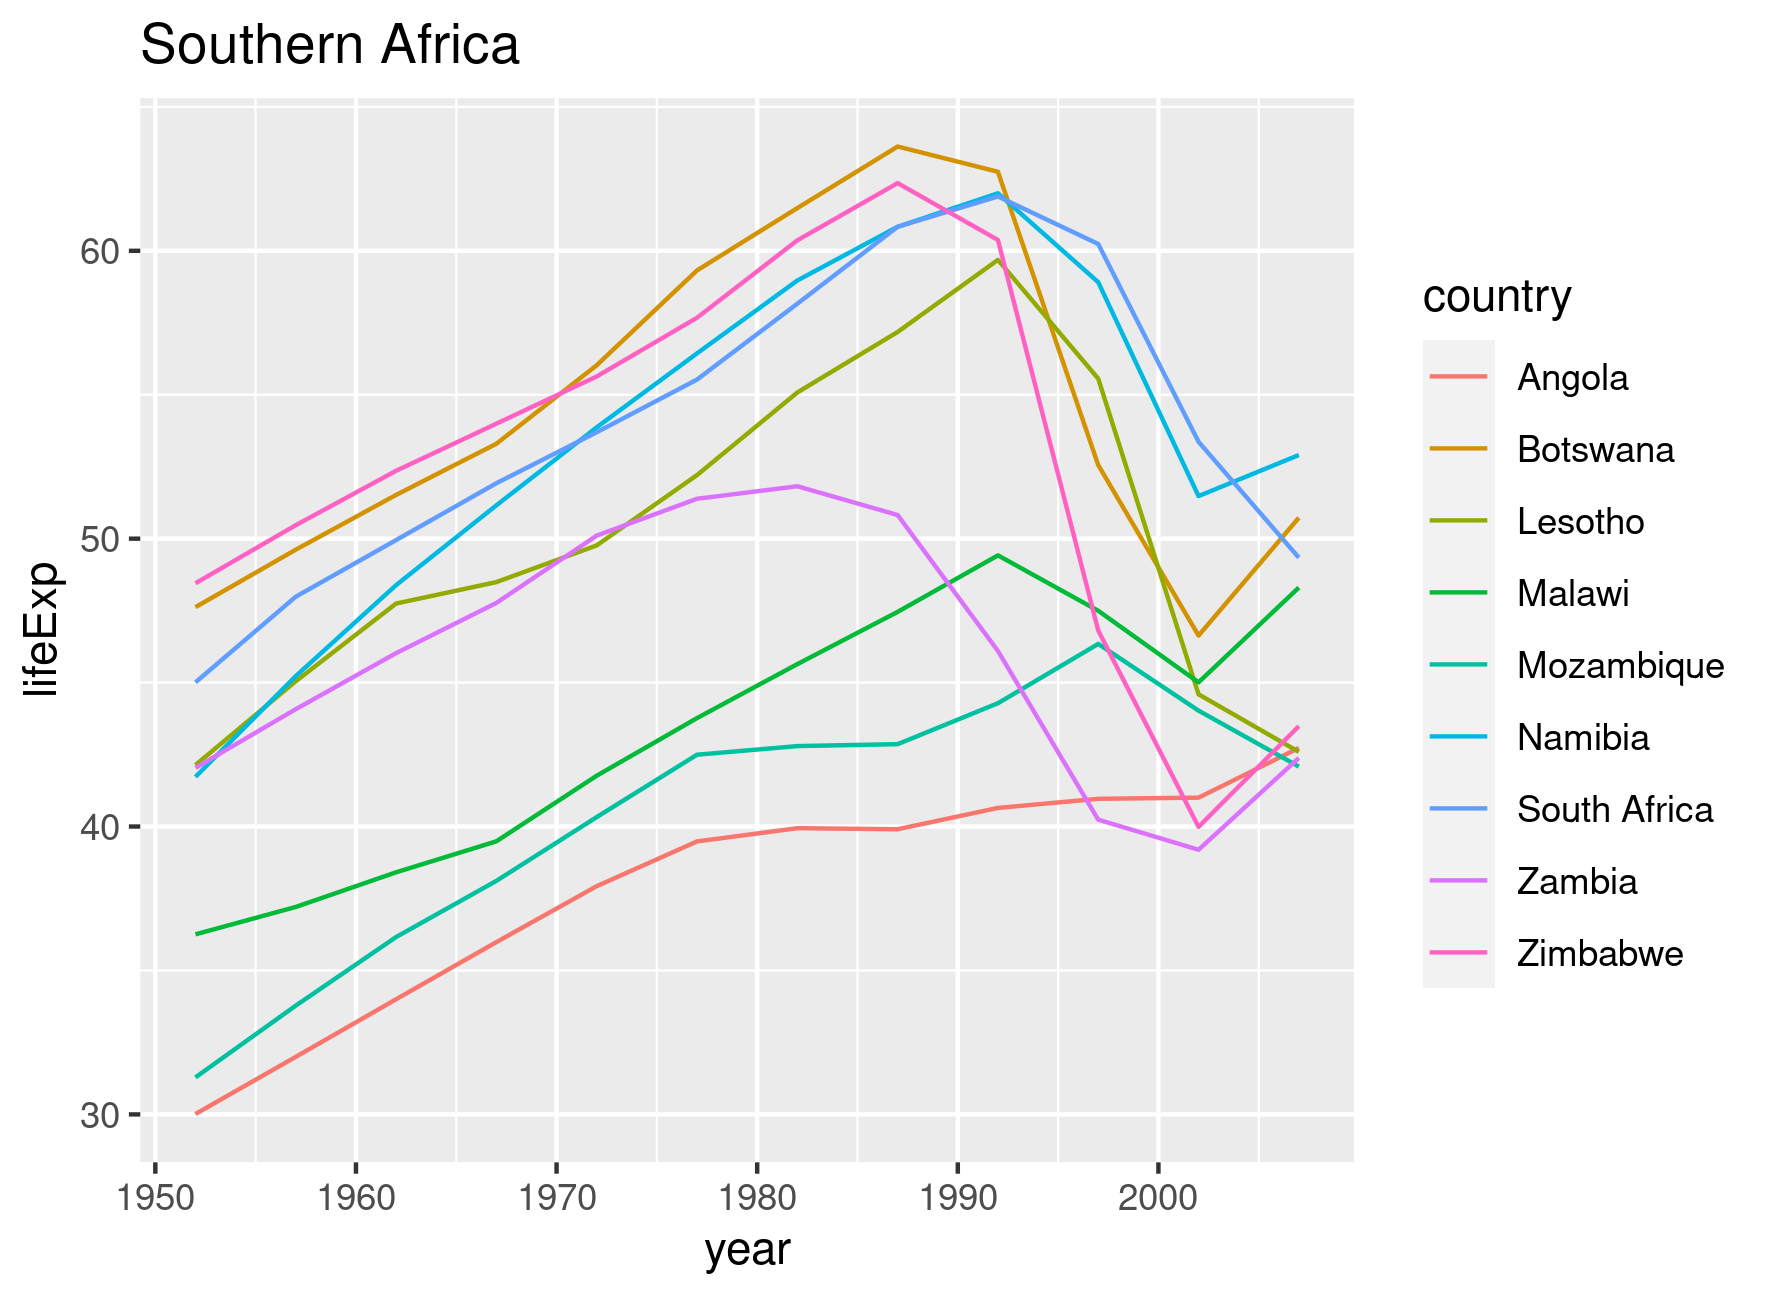 Southern Africa
lifeExp
60
50
40
30
1950 1960 1970 1980 1990 2000
year
country
Angola
Botswana
Lesotho
Malawi
Mozambique
Namibia
South Africa
Zambia
Zimbabwe